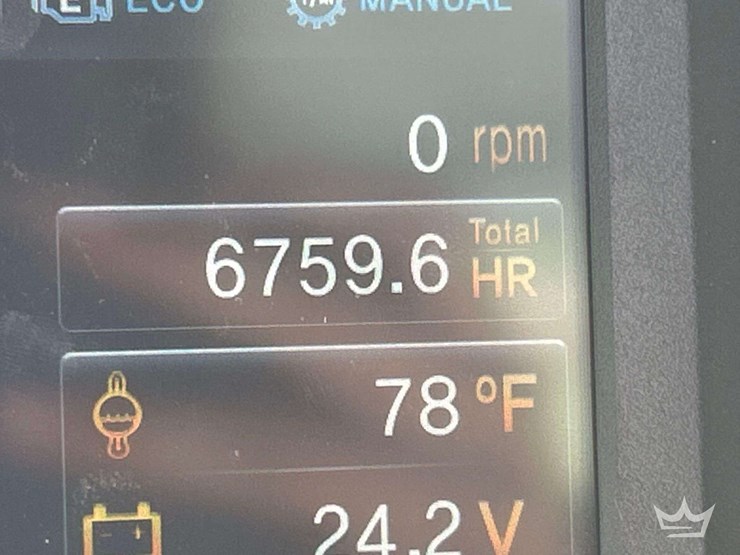 E ECO MANUAL
0 rpm
6759.6 Total HR
78 °F
24.2 V